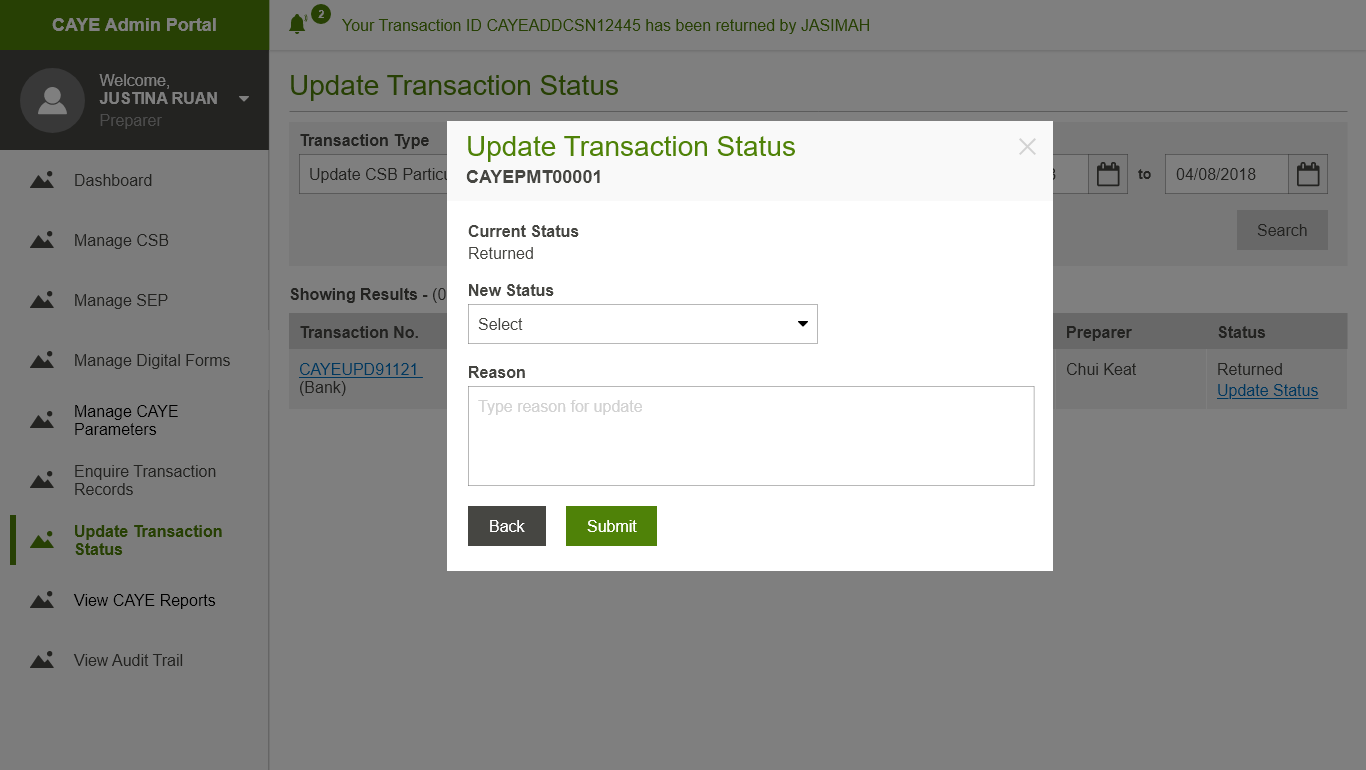 CAYE Admin Portal
2
Your Transaction ID CAYEADDCSN12445 has been returned by JASIMAH
Welcome,
JUSTINA RUAN
Preparer
Dashboard
Manage CSB
Manage SEP
Manage Digital Forms
Manage CAYE
Parameters
Enquire Transaction
Records
Update Transaction
Status
View CAYE Reports
View Audit Trail
Update Transaction Status
Transaction Type
Update CSB Particu
to
04/08/2018
Search
Showing Results - (0
Transaction No.
Preparer
Status
CAYEUPD91121
(Bank)
Chui Keat
Returned
Update Status
Update Transaction Status
CAYEPMT00001
Current Status
Returned
New Status
Select
Reason
Type reason for update
Back
Submit